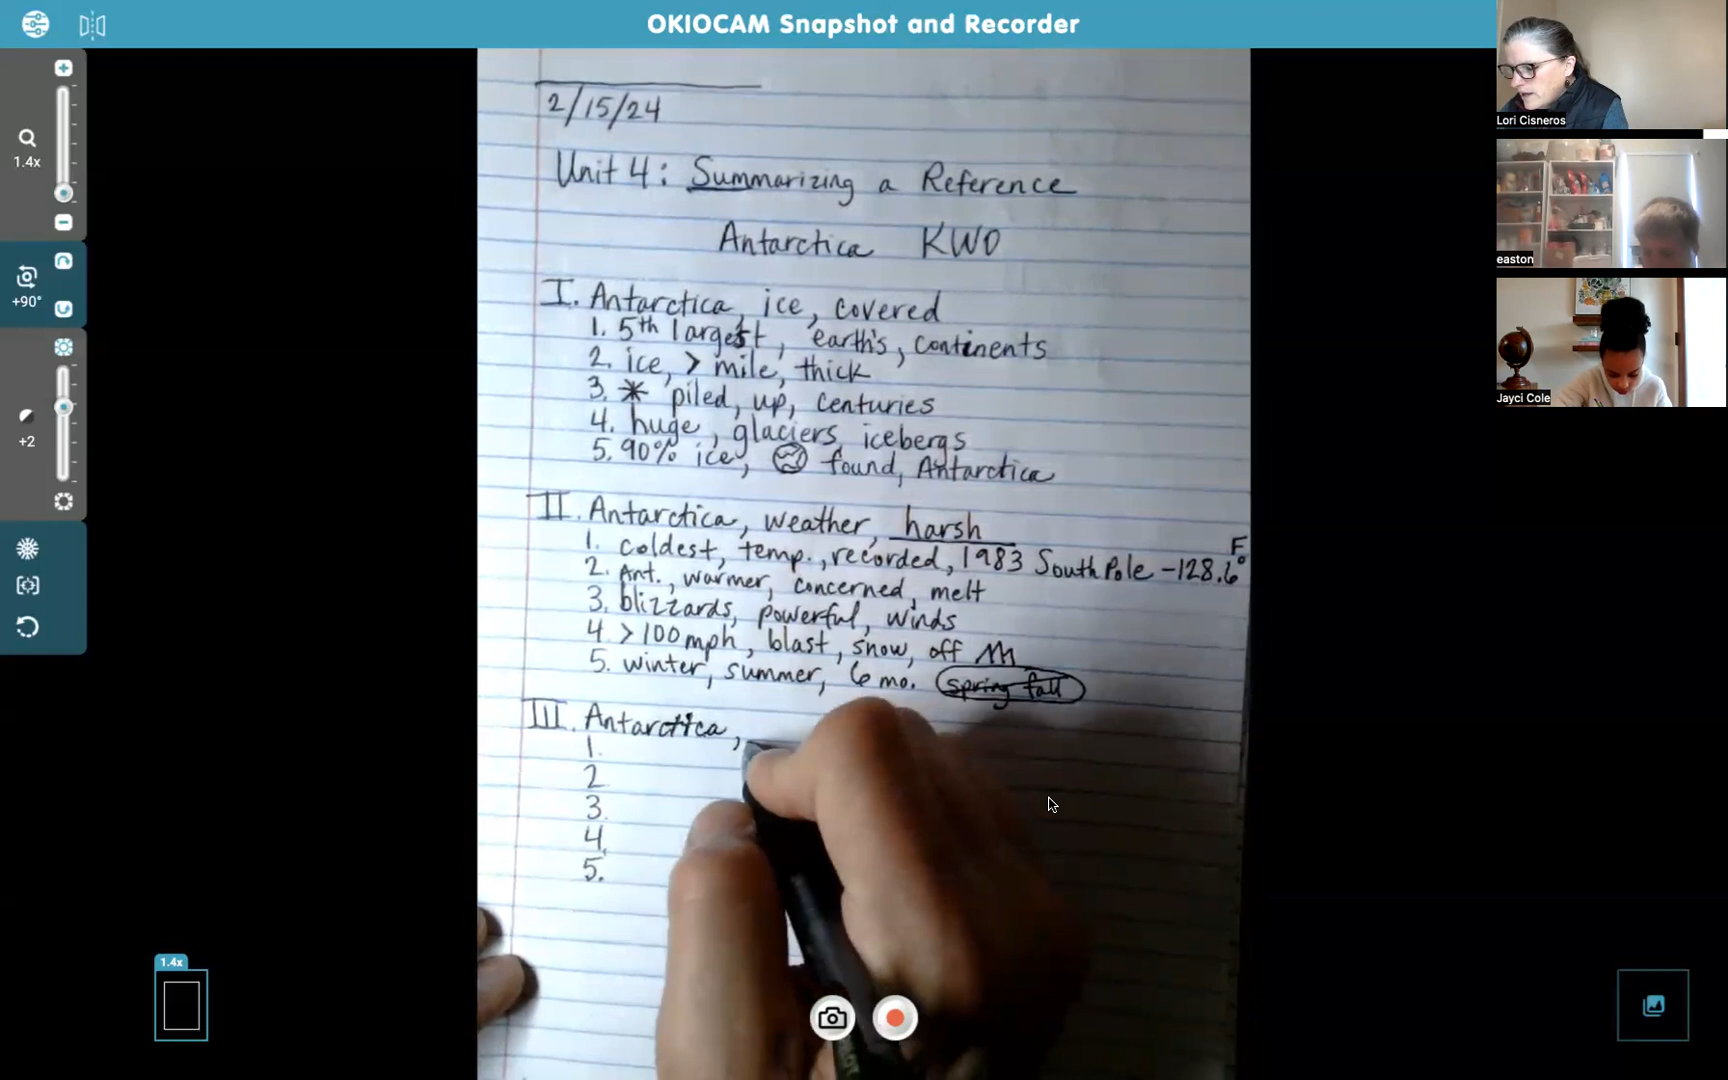 OKIOCAM Snapshot and Recorder
1.4x
+90°
+2
1.4x
2/15/24
Unit 4: Summarizing a Reference
Antarctica KWO
I. Antarctica, ice, covered
1. 5th largest, earth's, continents
2. ice, > mile, thick
3. * piled, up, centuries
4. huge, glaciers, icebergs
5. 90% ice, found, Antarctica
II. Antarctica, weather, harsh
1. coldest, temp., recorded, 1983 South Pole -128.6° F
2. Ant., warmer, concerned, melt
3. blizzards, powerful, winds
4. > 100 mph, blast, snow, off
5. winter, summer, 6 mo. spring fall
III. Antarctica,
1.
2
3.
4.
5.
Lori Cisneros
easton
Jayci Cole